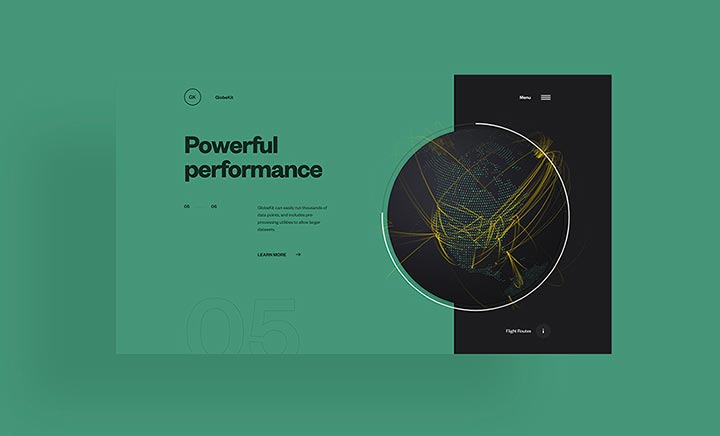 GK
GlobeKit
Menu
Powerful
performance
05
06
GlobeKit can easily run thousands of
data points, and includes pre
processing utilities to allow larger
datasets.
LEARN MORE
05
Flight Routes
i